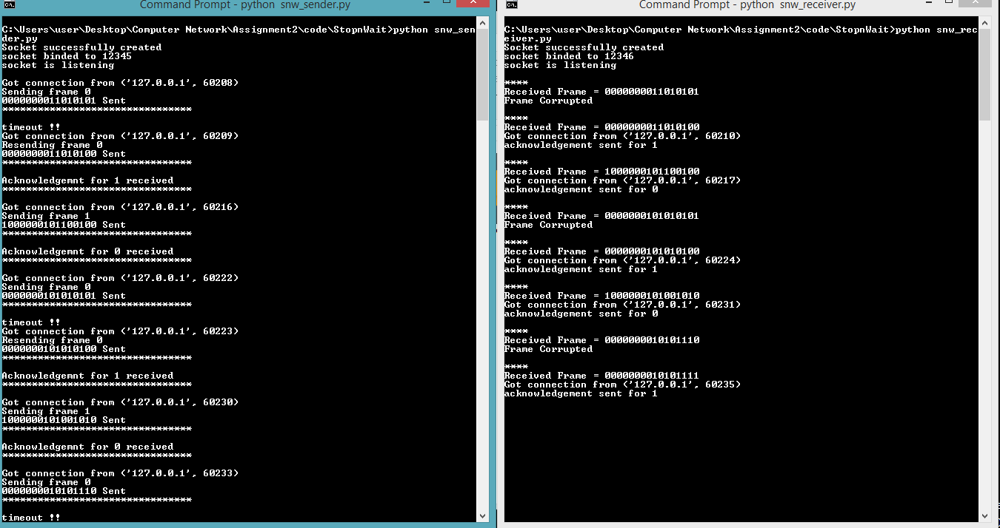 Command Prompt - python  snw_sender.py
C:\Users\user\Desktop\Computer Network\Assignment2\code\StopnWait>python snw_sen
der.py
Socket successfully created
socket binded to 12345
socket is listening
Got connection from ('127.0.0.1', 60208)
Sending frame 0
0000000011010101 Sent
********************************
timeout !!
Got connection from ('127.0.0.1', 60209)
Resending frame 0
0000000011010100 Sent
********************************
Acknowledgemnt for 1 received
********************************
Got connection from ('127.0.0.1', 60216)
Sending frame 1
1000000101100100 Sent
********************************
Acknowledgemnt for 0 received
********************************
Got connection from ('127.0.0.1', 60222)
Sending frame 0
0000000101010101 Sent
********************************
timeout !!
Got connection from ('127.0.0.1', 60223)
Resending frame 0
0000000101010100 Sent
********************************
Acknowledgemnt for 1 received
********************************
Got connection from ('127.0.0.1', 60230)
Sending frame 1
1000000101001010 Sent
********************************
Acknowledgemnt for 0 received
********************************
Got connection from ('127.0.0.1', 60233)
Sending frame 0
0000000010101110 Sent
********************************
timeout !!
Command Prompt - python  snw_receiver.py
C:\Users\user\Desktop\Computer Network\Assignment2\code\StopnWait>python snw_rec
eiver.py
Socket successfully created
socket binded to 12346
socket is listening
****
Received Frame = 0000000011010101
Frame Corrupted
****
Received Frame = 0000000011010100
Got connection from ('127.0.0.1', 60210)
acknowledgement sent for 1
****
Received Frame = 1000000101100100
Got connection from ('127.0.0.1', 60217)
acknowledgement sent for 0
****
Received Frame = 0000000101010101
Frame Corrupted
****
Received Frame = 0000000101010100
Got connection from ('127.0.0.1', 60224)
acknowledgement sent for 1
****
Received Frame = 1000000101001010
Got connection from ('127.0.0.1', 60231)
acknowledgement sent for 0
****
Received Frame = 0000000010101110
Frame Corrupted
****
Received Frame = 0000000010101111
Got connection from ('127.0.0.1', 60235)
acknowledgement sent for 1